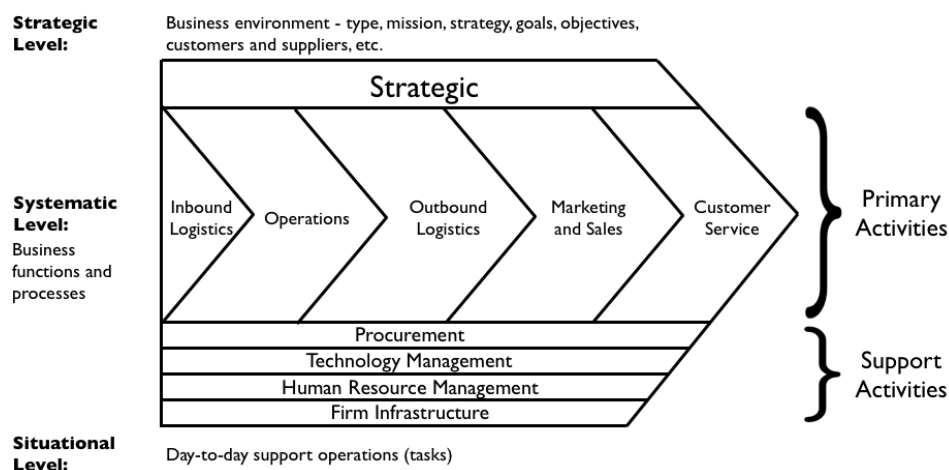 Strategic
Level:
Business environment - type, mission, strategy, goals, objectives,
customers and suppliers, etc.
Strategic
Systematic
Level:
Business
functions and
processes
Inbound
Logistics
Operations
Outbound
Logistics
Marketing
and Sales
Customer
Service
Primary
Activities
Procurement
Technology Management
Human Resource Management
Firm Infrastructure
Support
Activities
Situational
Level:
Day-to-day support operations (tasks)